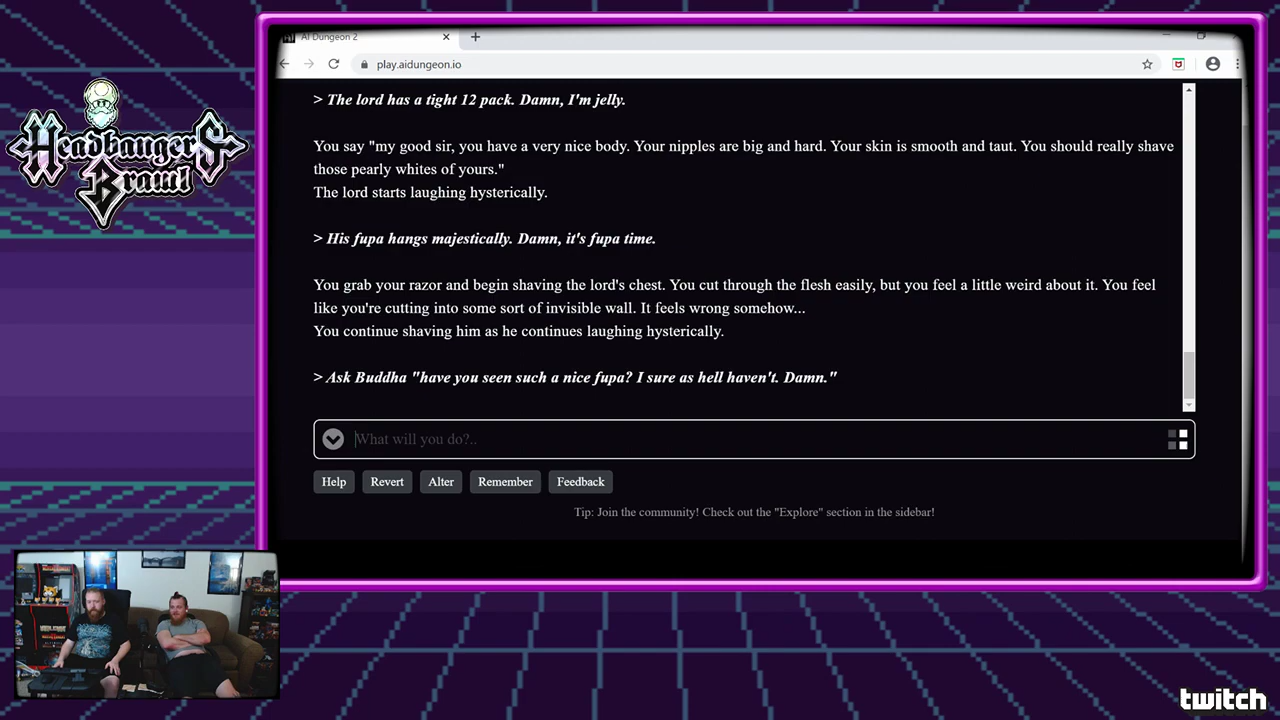 AI Dungeon 2
play.aidungeon.io
HeadbangerS
Brawl
> The lord has a tight 12 pack. Damn, I'm jelly.
You say "my good sir, you have a very nice body. Your nipples are big and hard. Your skin is smooth and taut. You should really shave
those pearly whites of yours."
The lord starts laughing hysterically.
> His fupa hangs majestically. Damn, it's fupa time.
You grab your razor and begin shaving the lord's chest. You cut through the flesh easily, but you feel a little weird about it. You feel
like you're cutting into some sort of invisible wall. It feels wrong somehow...
You continue shaving him as he continues laughing hysterically.
> Ask Buddha "have you seen such a nice fupa? I sure as hell haven't. Damn."
What will you do?..
Help Revert Alter Remember Feedback
Tip: Join the community! Check out the "Explore" section in the sidebar!
twitch